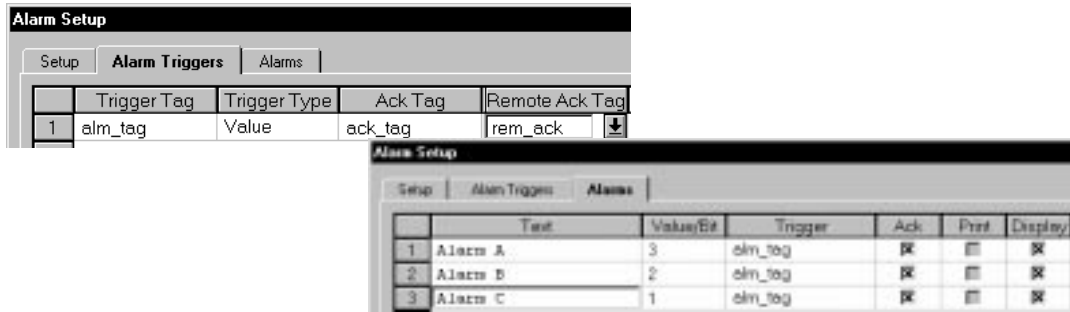 Alarm Setup
Setup Alarm Triggers Alarms
Trigger Tag Trigger Type Ack Tag Remote Ack Tag
1 alm_tag Value ack_tag rem_ack
Alarm Setup
Setup Alarm Triggers Alarms
Text Value/Bit Trigger Ack Print Display
1 Alarm A 3 alm_tag
2 Alarm B 2 alm_tag
3 Alarm C 1 alm_tag